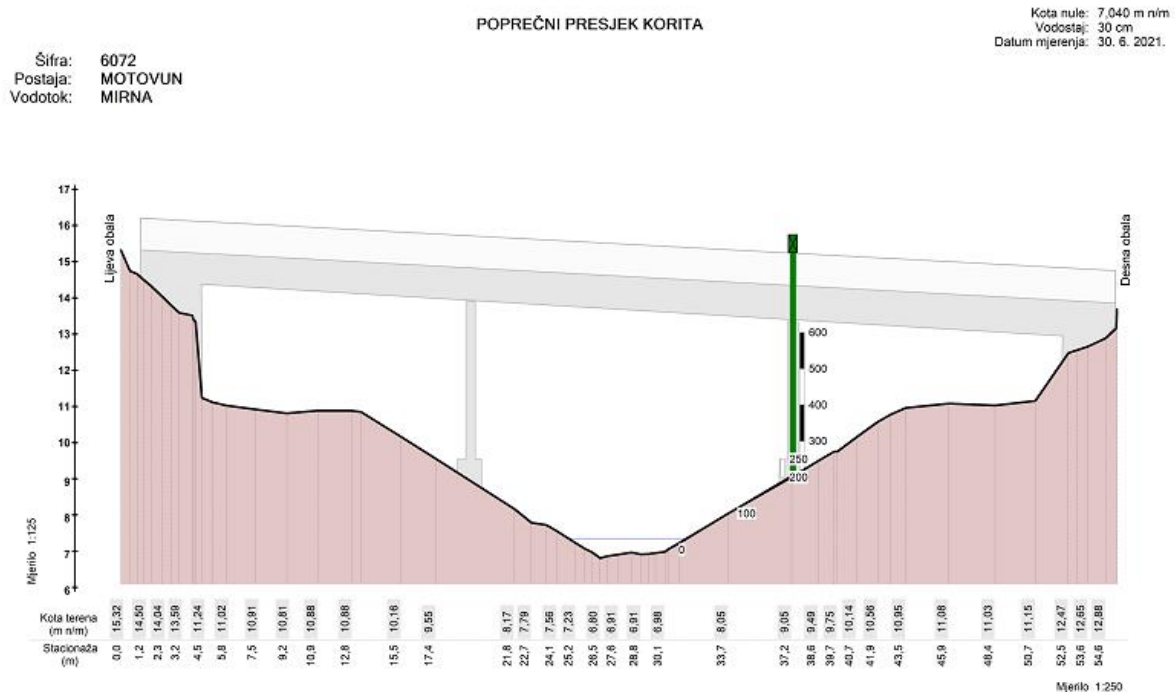 POPREČNI PRESJEK KORITA
Kota nule: 7,040 m n/m
Vodostaj: 30 cm
Datum mjerenja: 30. 6. 2021.
Šifra: 6072
Postaja: MOTOVUN
Vodotok: MIRNA
17
16
15
14
13
12
11
10
9
8
7
6
Lijeva obala
Desna obala
600
500
400
300
250
200
100
0
Mjerilo 1:125
Kota terena (m n/m) 15,32 14,50 14,04 13,59 11,24 11,02 10,91 10,81 10,88 10,88 10,16 9,55 8,17 7,79 7,56 7,23 6,80 6,91 6,91 6,98 8,05 9,05 9,49 9,75 10,14 10,56 10,95 11,08 11,03 11,15 12,47 12,65 12,88
Stacionaža (m) 0,0 1,2 2,3 3,2 4,5 5,8 7,5 9,2 10,9 12,8 15,5 17,4 21,8 22,7 24,1 25,2 26,5 27,6 28,8 30,1 33,7 37,2 38,6 39,7 40,7 41,9 43,5 45,9 48,4 50,7 52,5 53,6 54,6
Mjerilo 1:250